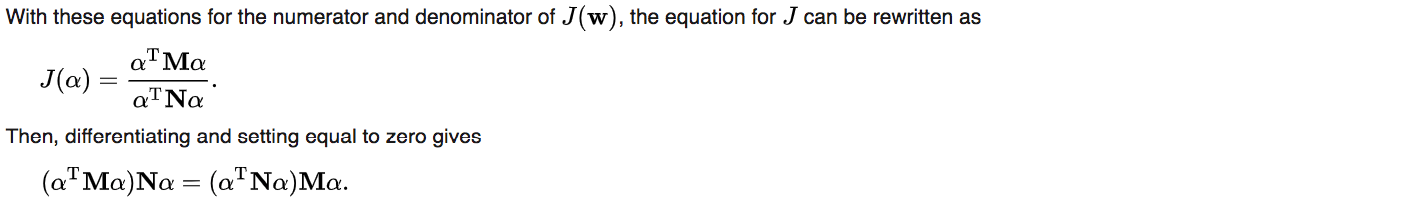 With these equations for the numerator and denominator of J(w), the equation for J can be rewritten as
J(α) = αᵀMα / αᵀNα.
Then, differentiating and setting equal to zero gives
(αᵀMα)Nα = (αᵀNα)Mα.